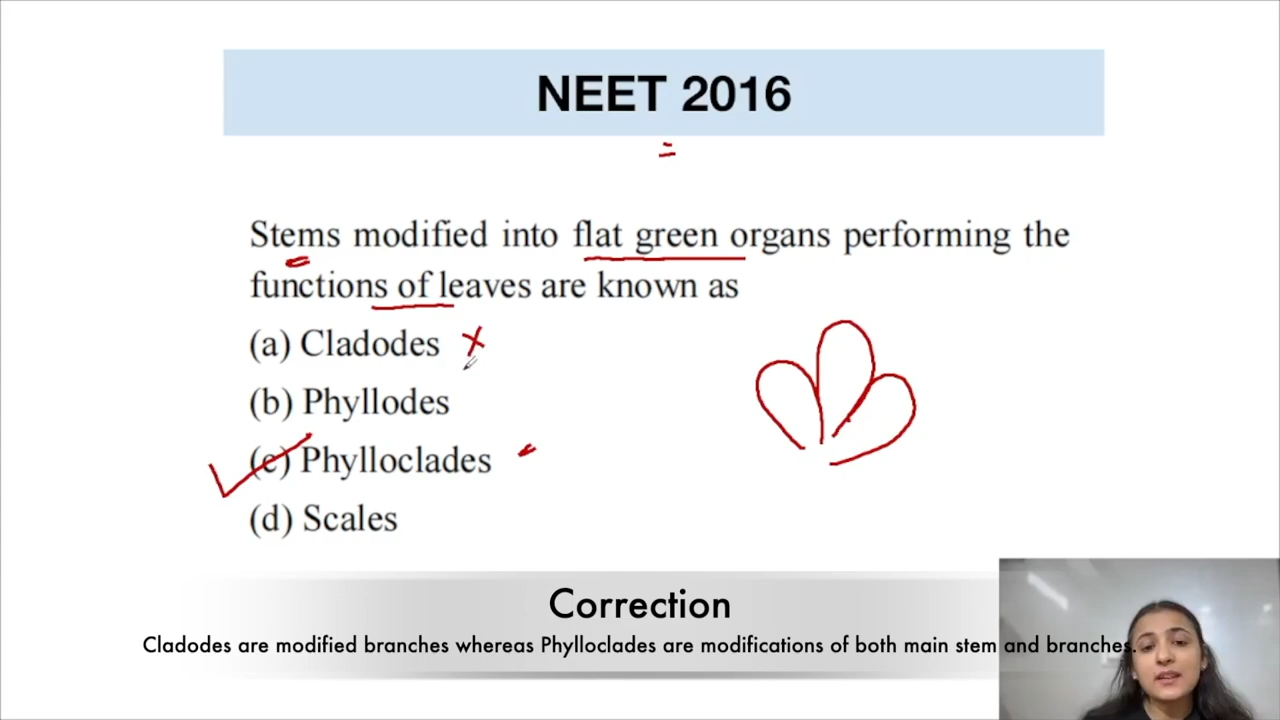 NEET 2016
Stems modified into flat green organs performing the
functions of leaves are known as
(a) Cladodes
(b) Phyllodes
(c) Phylloclades
(d) Scales
Correction
Cladodes are modified branches whereas Phylloclades are modifications of both main stem and branches.